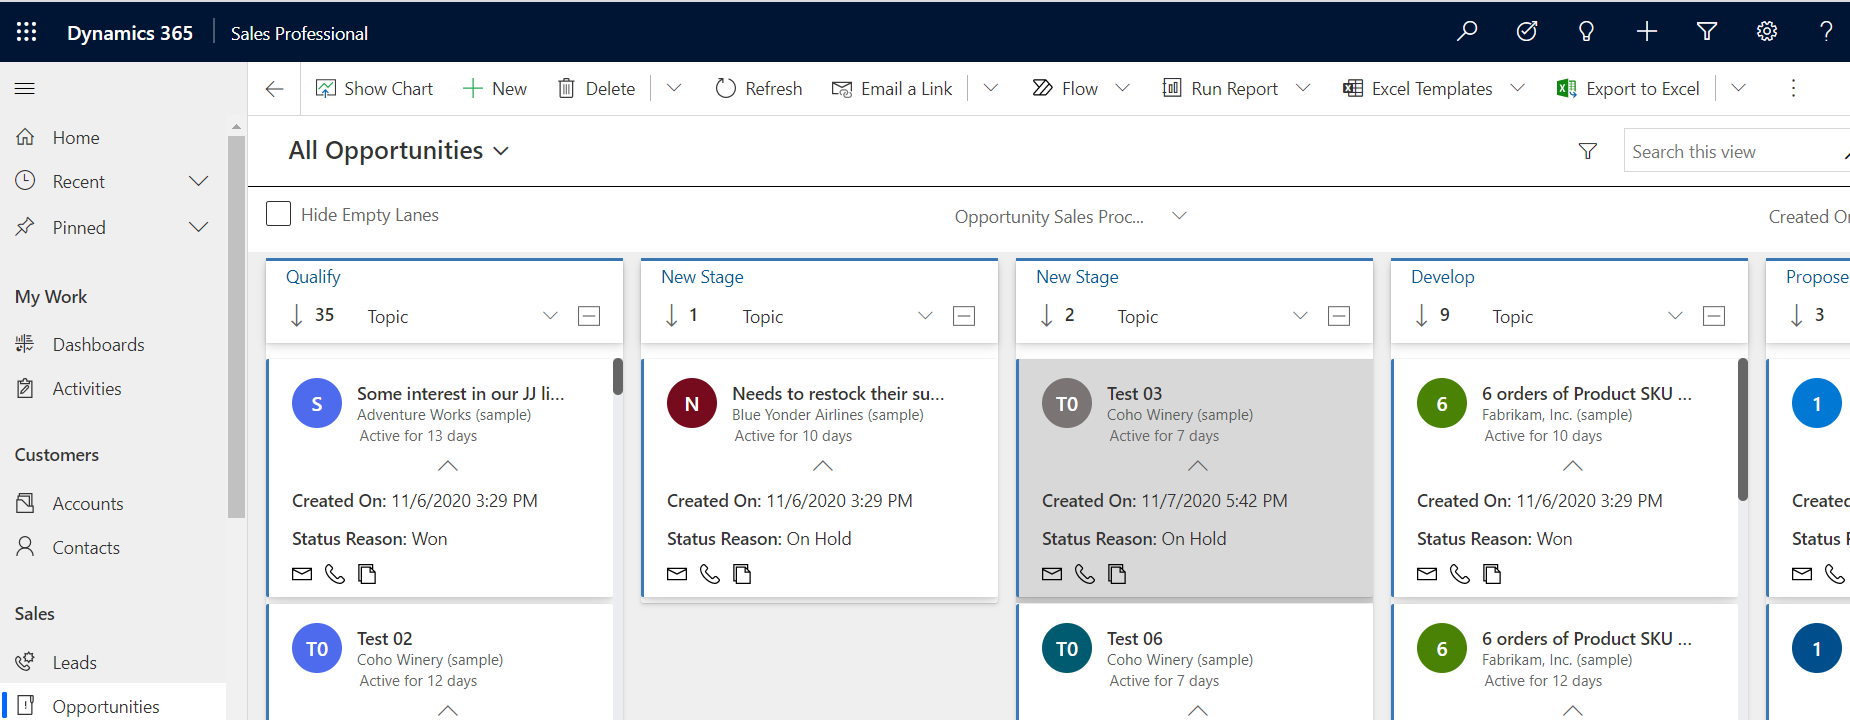 Dynamics 365 Sales Professional
Show Chart New Delete Refresh Email a Link Flow Run Report Excel Templates Export to Excel
Home
Recent
Pinned
My Work
Dashboards
Activities
Customers
Accounts
Contacts
Sales
Leads
Opportunities
All Opportunities
Search this view
Hide Empty Lanes
Opportunity Sales Proc...
Created O
Qualify
35 Topic
S
Some interest in our JJ li...
Adventure Works (sample)
Active for 13 days
Created On: 11/6/2020 3:29 PM
Status Reason: Won
T0
Test 02
Coho Winery (sample)
Active for 12 days
New Stage
1 Topic
N
Needs to restock their su...
Blue Yonder Airlines (sample)
Active for 10 days
Created On: 11/6/2020 3:29 PM
Status Reason: On Hold
New Stage
2 Topic
T0
Test 03
Coho Winery (sample)
Active for 7 days
Created On: 11/7/2020 5:42 PM
Status Reason: On Hold
T0
Test 06
Coho Winery (sample)
Active for 7 days
Develop
9 Topic
6
6 orders of Product SKU ...
Fabrikam, Inc. (sample)
Active for 10 days
Created On: 11/6/2020 3:29 PM
Status Reason: Won
6
6 orders of Product SKU ...
Fabrikam, Inc. (sample)
Active for 12 days
Propose
3
1
Create
Status R
1